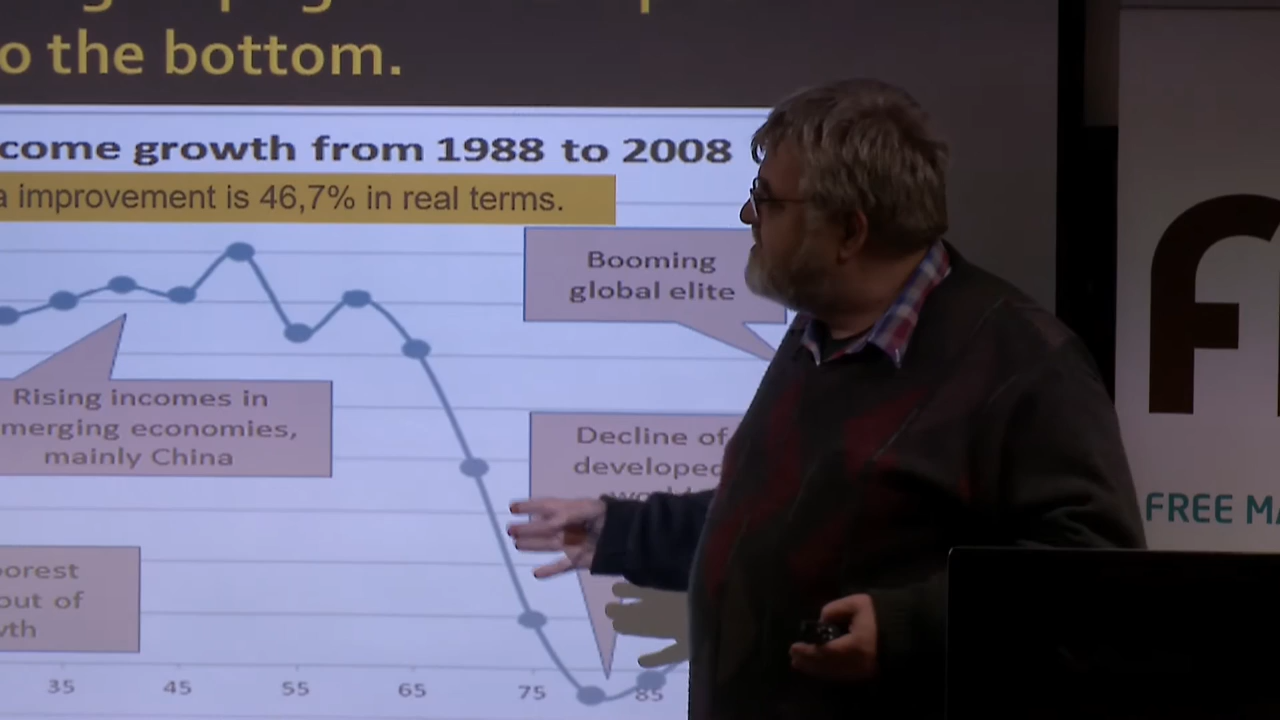 o the bottom.
come growth from 1988 to 2008
a improvement is 46,7% in real terms.
Booming
global elite
Rising incomes in
merging economies,
mainly China
Decline of
developed
oorest
out of
wth
35 45 55 65 75 85
FREE MA